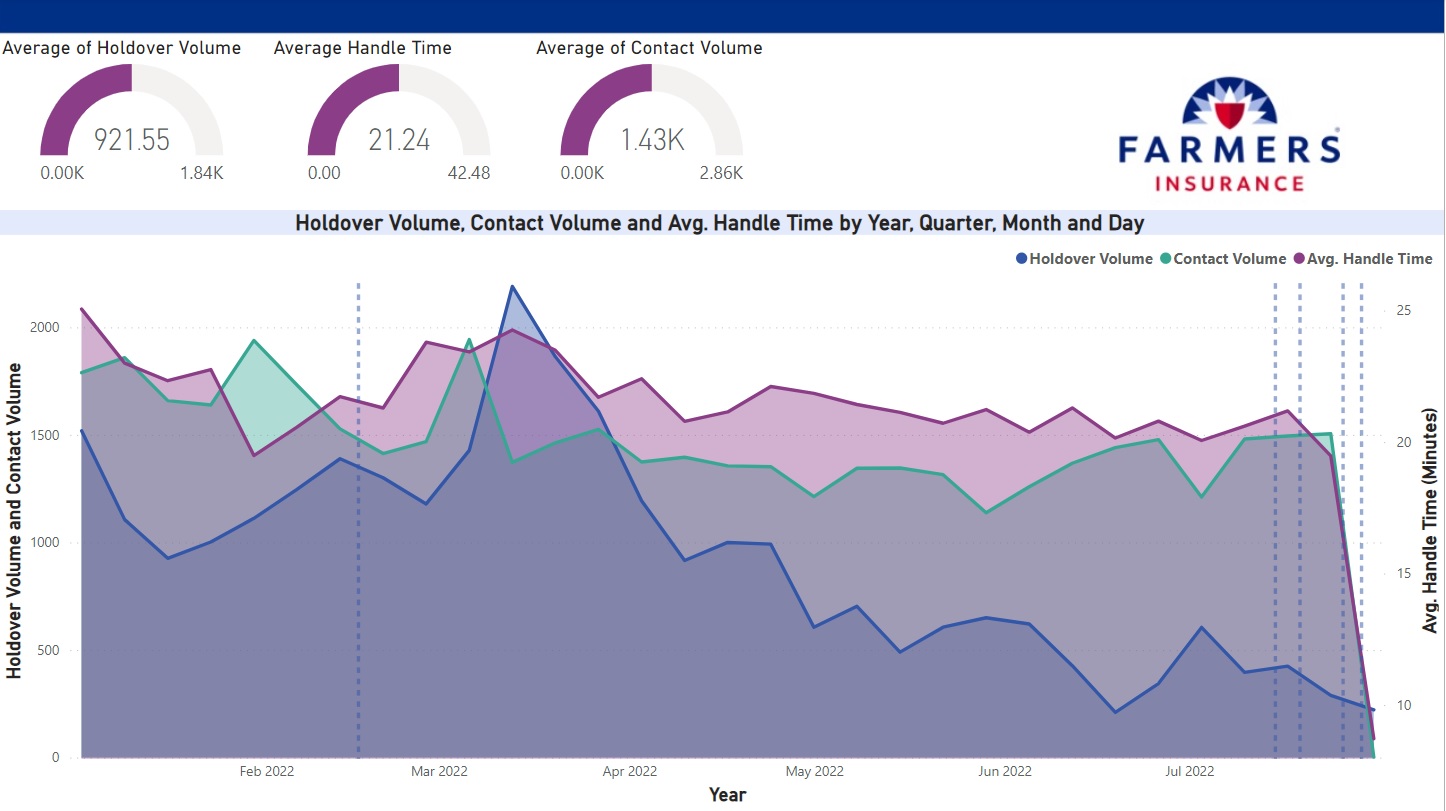 Average of Holdover Volume
Average Handle Time
Average of Contact Volume
921.55
0.00K
1.84K
21.24
0.00
42.48
1.43K
0.00K
2.86K
FARMERS
INSURANCE
Holdover Volume, Contact Volume and Avg. Handle Time by Year, Quarter, Month and Day
Holdover Volume
Contact Volume
Avg. Handle Time
Holdover Volume and Contact Volume
2000
1500
1000
500
0
25
20
15
10
Avg. Handle Time (Minutes)
Feb 2022
Mar 2022
Apr 2022
May 2022
Jun 2022
Jul 2022
Year